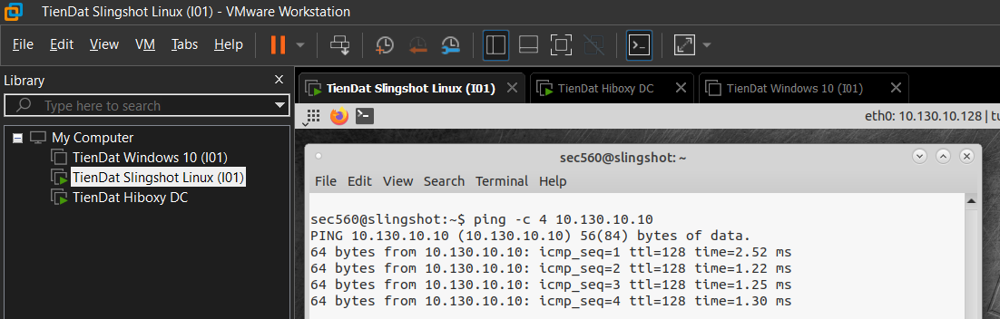 TienDat Slingshot Linux (I01) - VMware Workstation
File Edit View VM Tabs Help
Library X
Type here to search
My Computer
TienDat Windows 10 (I01)
TienDat Slingshot Linux (I01)
TienDat Hiboxy DC
TienDat Slingshot Linux (I01) TienDat Hiboxy DC TienDat Windows 10 (I01)
eth0: 10.130.10.128 | tu
sec560@slingshot: ~
File Edit View Search Terminal Help
sec560@slingshot:~$ ping -c 4 10.130.10.10
PING 10.130.10.10 (10.130.10.10) 56(84) bytes of data.
64 bytes from 10.130.10.10: icmp_seq=1 ttl=128 time=2.52 ms
64 bytes from 10.130.10.10: icmp_seq=2 ttl=128 time=1.22 ms
64 bytes from 10.130.10.10: icmp_seq=3 ttl=128 time=1.25 ms
64 bytes from 10.130.10.10: icmp_seq=4 ttl=128 time=1.30 ms